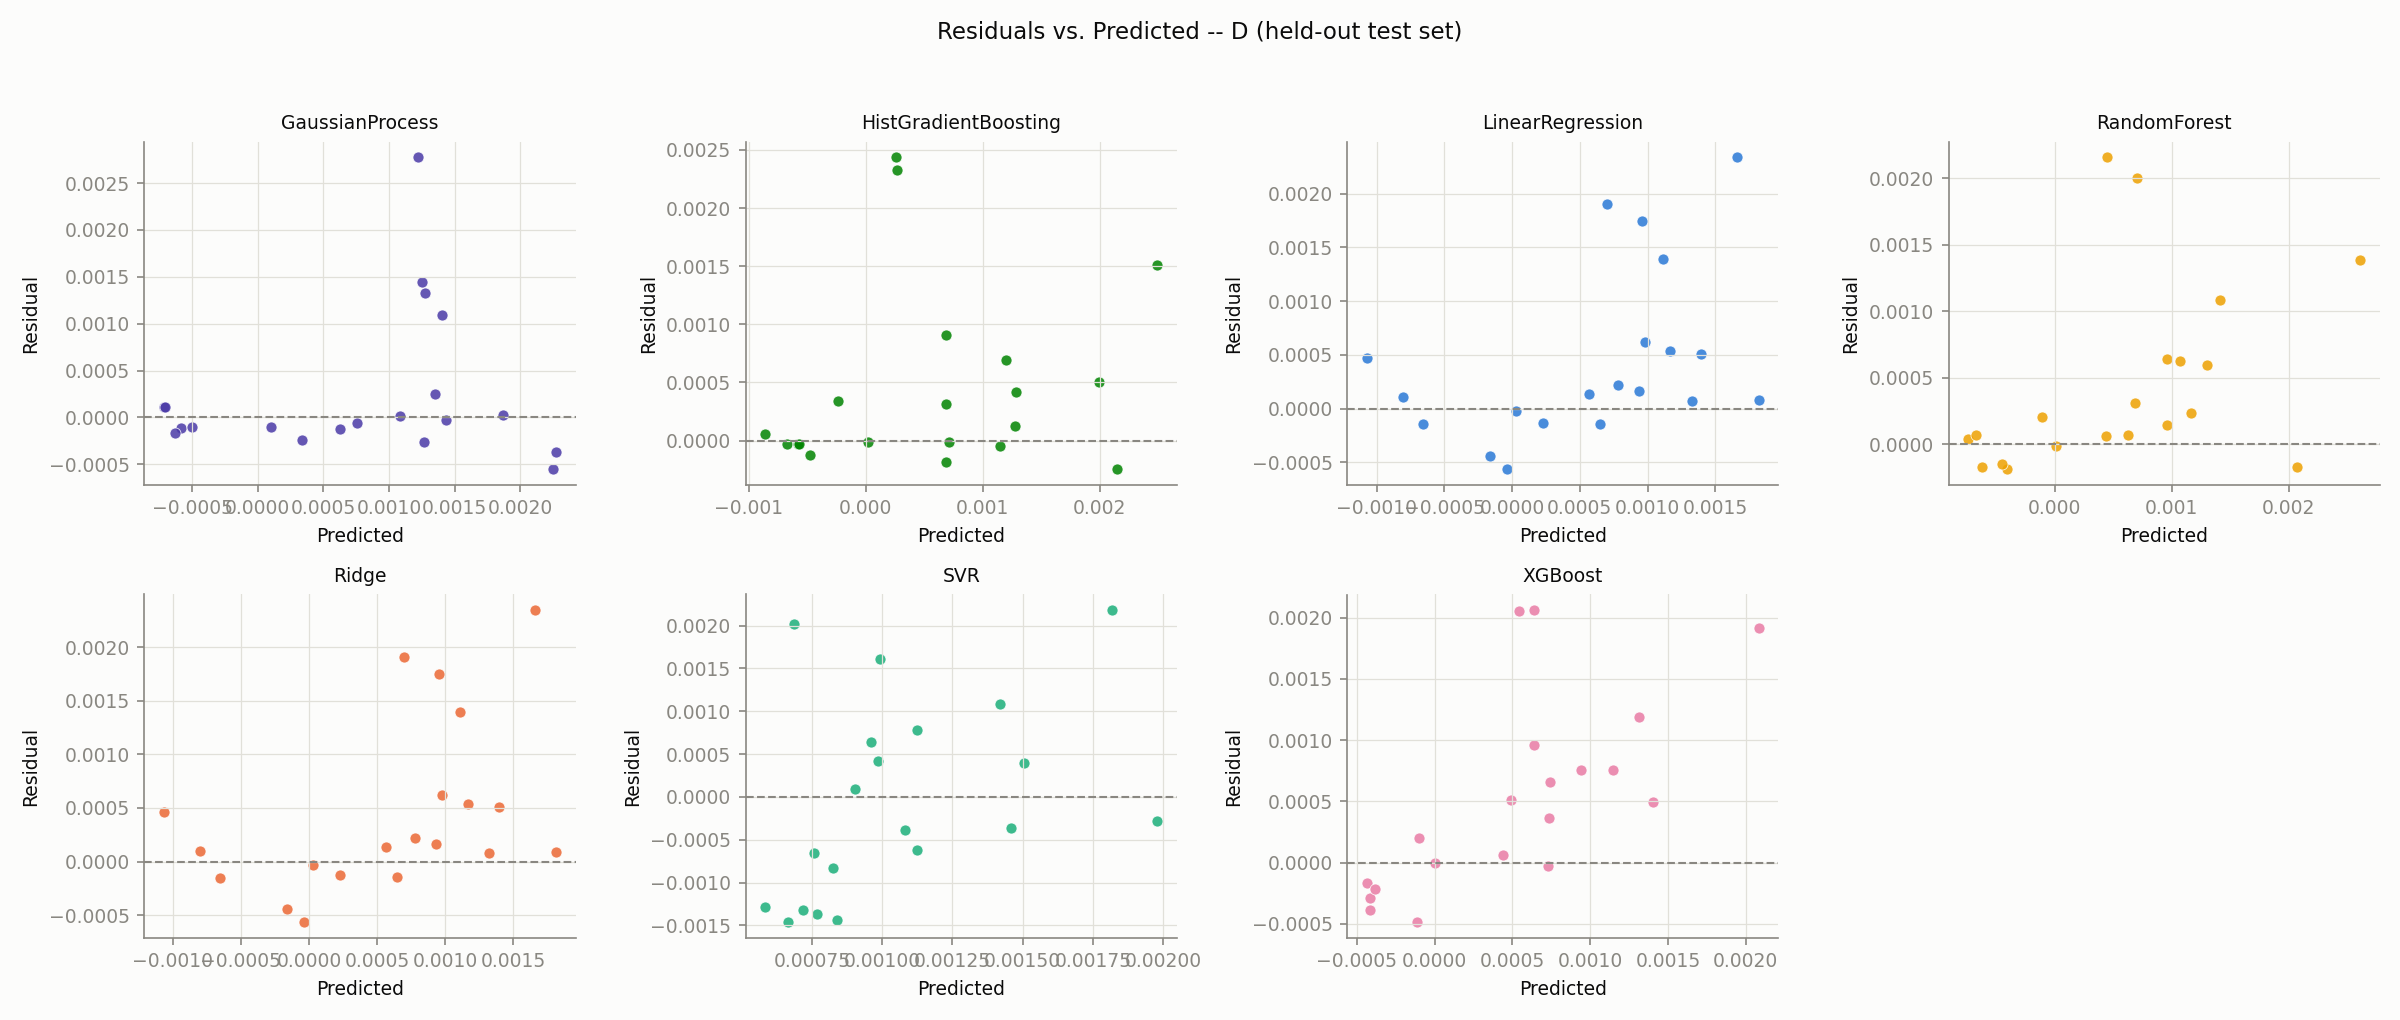 Residuals vs. Predicted -- D (held-out test set)
GaussianProcess
Residual
0.0025
0.0020
0.0015
0.0010
0.0005
0.0000
−0.0005
−0.0005 0.0000 0.0005 0.0010 0.0015 0.0020
Predicted
HistGradientBoosting
Residual
0.0025
0.0020
0.0015
0.0010
0.0005
0.0000
−0.001 0.000 0.001 0.002
Predicted
LinearRegression
Residual
0.0020
0.0015
0.0010
0.0005
0.0000
−0.0005
−0.0010 −0.0005 0.0000 0.0005 0.0010 0.0015
Predicted
RandomForest
Residual
0.0020
0.0015
0.0010
0.0005
0.0000
0.000 0.001 0.002
Predicted
Ridge
Residual
0.0020
0.0015
0.0010
0.0005
0.0000
−0.0005
−0.0010 −0.0005 0.0000 0.0005 0.0010 0.0015
Predicted
SVR
Residual
0.0020
0.0015
0.0010
0.0005
0.0000
−0.0005
−0.0010
−0.0015
0.00075 0.00100 0.00125 0.00150 0.00175 0.00200
Predicted
XGBoost
Residual
0.0020
0.0015
0.0010
0.0005
0.0000
−0.0005
−0.0005 0.0000 0.0005 0.0010 0.0015 0.0020
Predicted